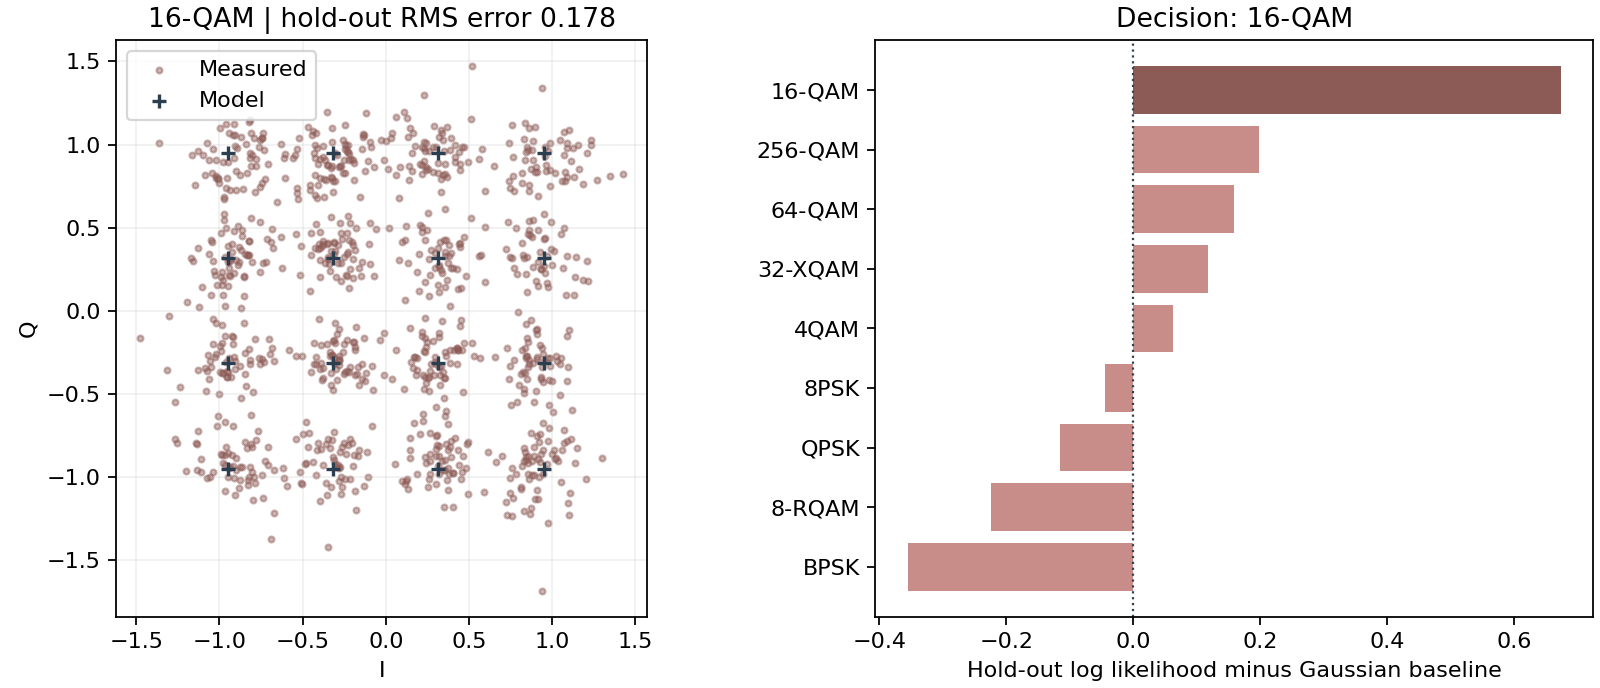 16-QAM | hold-out RMS error 0.178
Measured
Model
1.5
1.0
0.5
0.0
−0.5
−1.0
−1.5
Q
−1.5 −1.0 −0.5 0.0 0.5 1.0 1.5
I
Decision: 16-QAM
16-QAM
256-QAM
64-QAM
32-XQAM
4QAM
8PSK
QPSK
8-RQAM
BPSK
−0.4 −0.2 0.0 0.2 0.4 0.6
Hold-out log likelihood minus Gaussian baseline